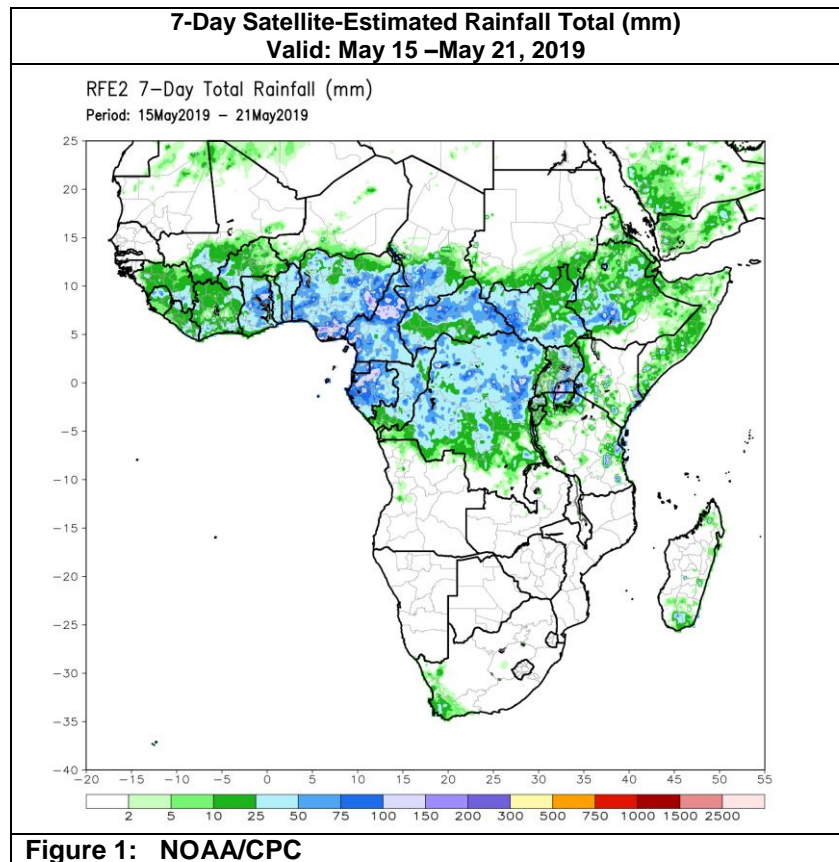 7-Day Satellite-Estimated Rainfall Total (mm)
Valid: May 15 –May 21, 2019
RFE2 7-Day Total Rainfall (mm)
Period: 15May2019 – 21May2019
25
20
15
10
5
0
-5
-10
-15
-20
-25
-30
-35
-40
-20 -15 -10 -5 0 5 10 15 20 25 30 35 40 45 50 55
2 5 10 25 50 75 100 150 200 300 500 750 1000 1500 2500
Figure 1: NOAA/CPC